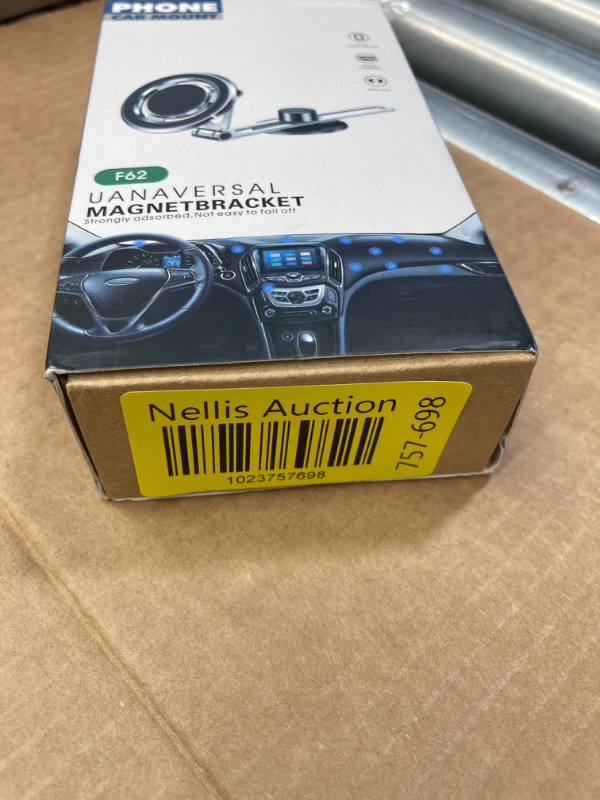 PHONE
CAR MOUNT
F62
UANAVERSAL
MAGNETBRACKET
Strongly adsorbed.Not easy to fall off
Nellis Auction
1023757698
757-698